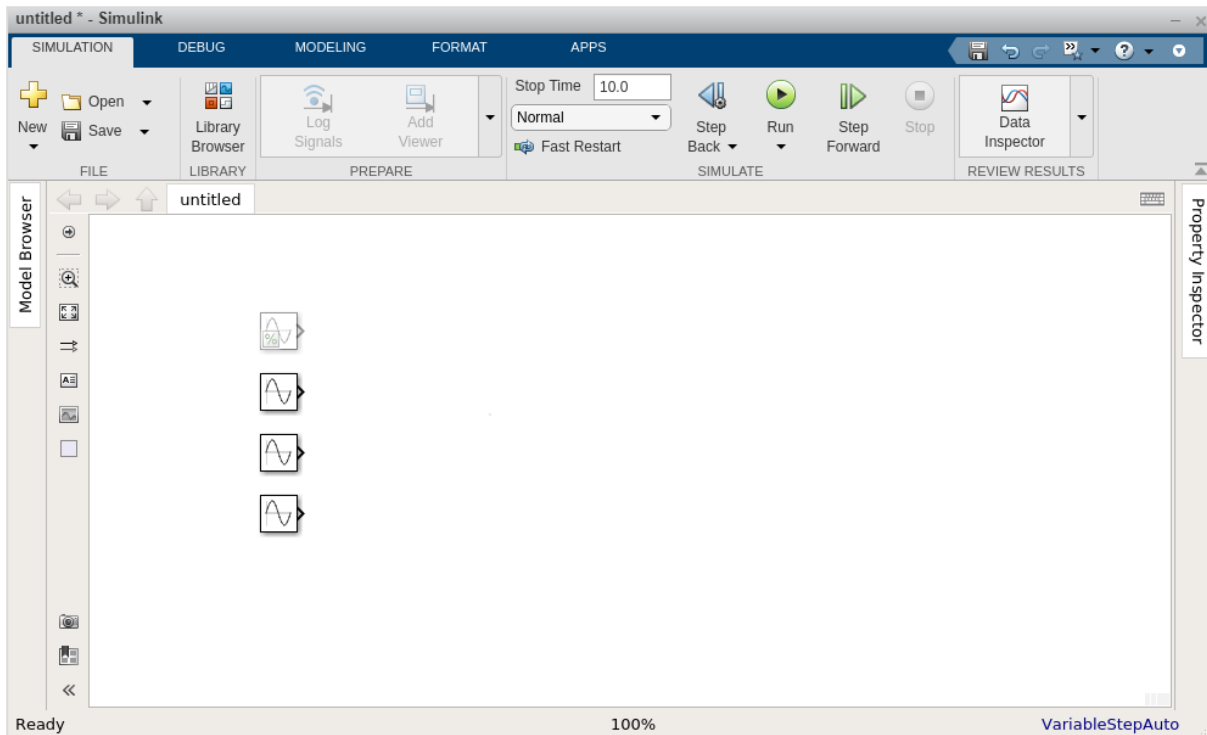 untitled * - Simulink
SIMULATION DEBUG MODELING FORMAT APPS
New
Open
Save
FILE
Library
Browser
LIBRARY
Log
Signals
Add
Viewer
PREPARE
Stop Time 10.0
Normal
Fast Restart
Step
Back
Run
Step
Forward
Stop
SIMULATE
Data
Inspector
REVIEW RESULTS
Model Browser
untitled
Property Inspector
%
Ready 100% VariableStepAuto